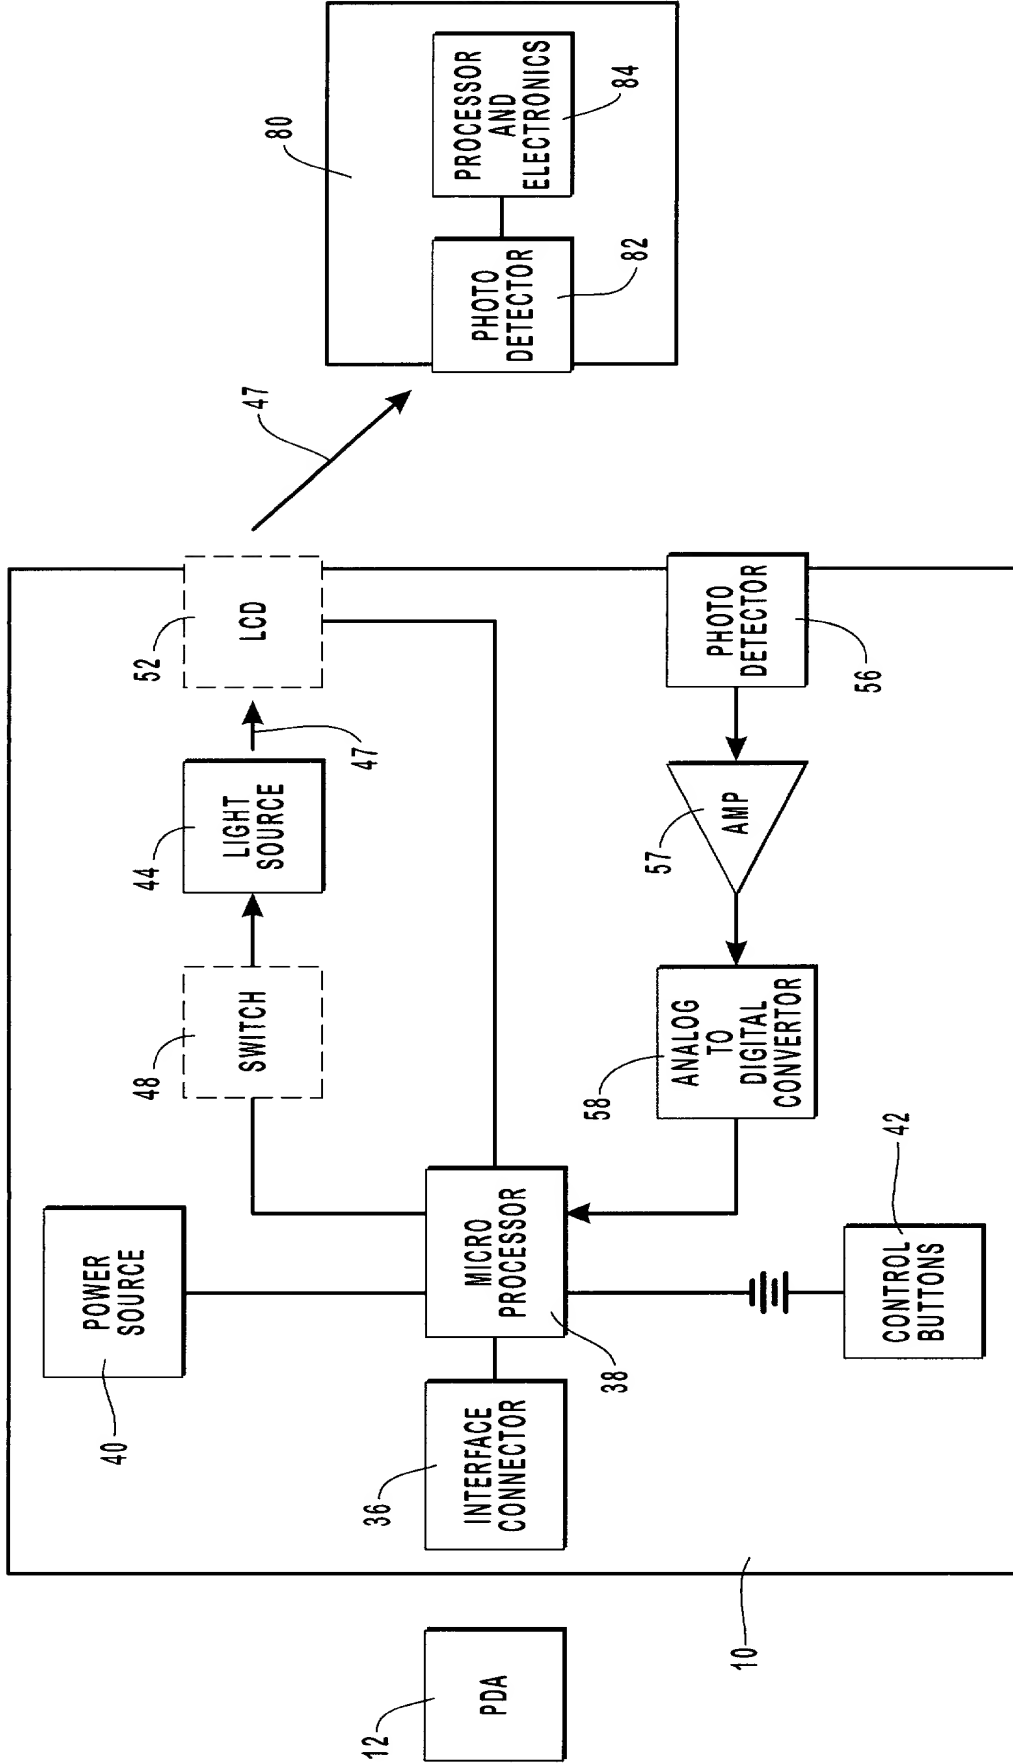 12
PDA
10
40
POWER
SOURCE
36
INTERFACE
CONNECTOR
MICRO
PROCESSOR
38
CONTROL
BUTTONS
42
48
SWITCH
44
LIGHT
SOURCE
47
52
LCD
58
ANALOG
TO
DIGITAL
CONVERTOR
57
AMP
PHOTO
DETECTOR
56
47
80
PHOTO
DETECTOR
82
PROCESSOR
AND
ELECTRONICS
84